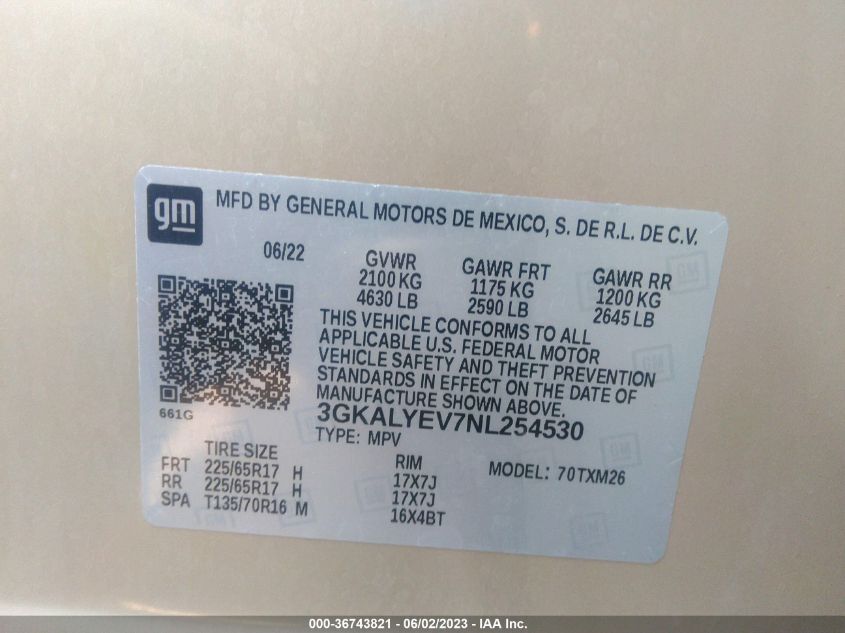 gm
MFD BY GENERAL MOTORS DE MEXICO, S. DE R.L. DE C.V.
06/22
GVWR GAWR FRT GAWR RR
2100 KG 1175 KG 1200 KG
4630 LB 2590 LB 2645 LB
THIS VEHICLE CONFORMS TO ALL
APPLICABLE U.S. FEDERAL MOTOR
VEHICLE SAFETY AND THEFT PREVENTION
STANDARDS IN EFFECT ON THE DATE OF
MANUFACTURE SHOWN ABOVE.
661G
3GKALYEV7NL254530
TYPE: MPV
TIRE SIZE RIM MODEL: 70TXM26
FRT 225/65R17 H 17X7J
RR 225/65R17 H 17X7J
SPA T135/70R16 M 16X4BT
000-36743821 - 06/02/2023 - IAA Inc.